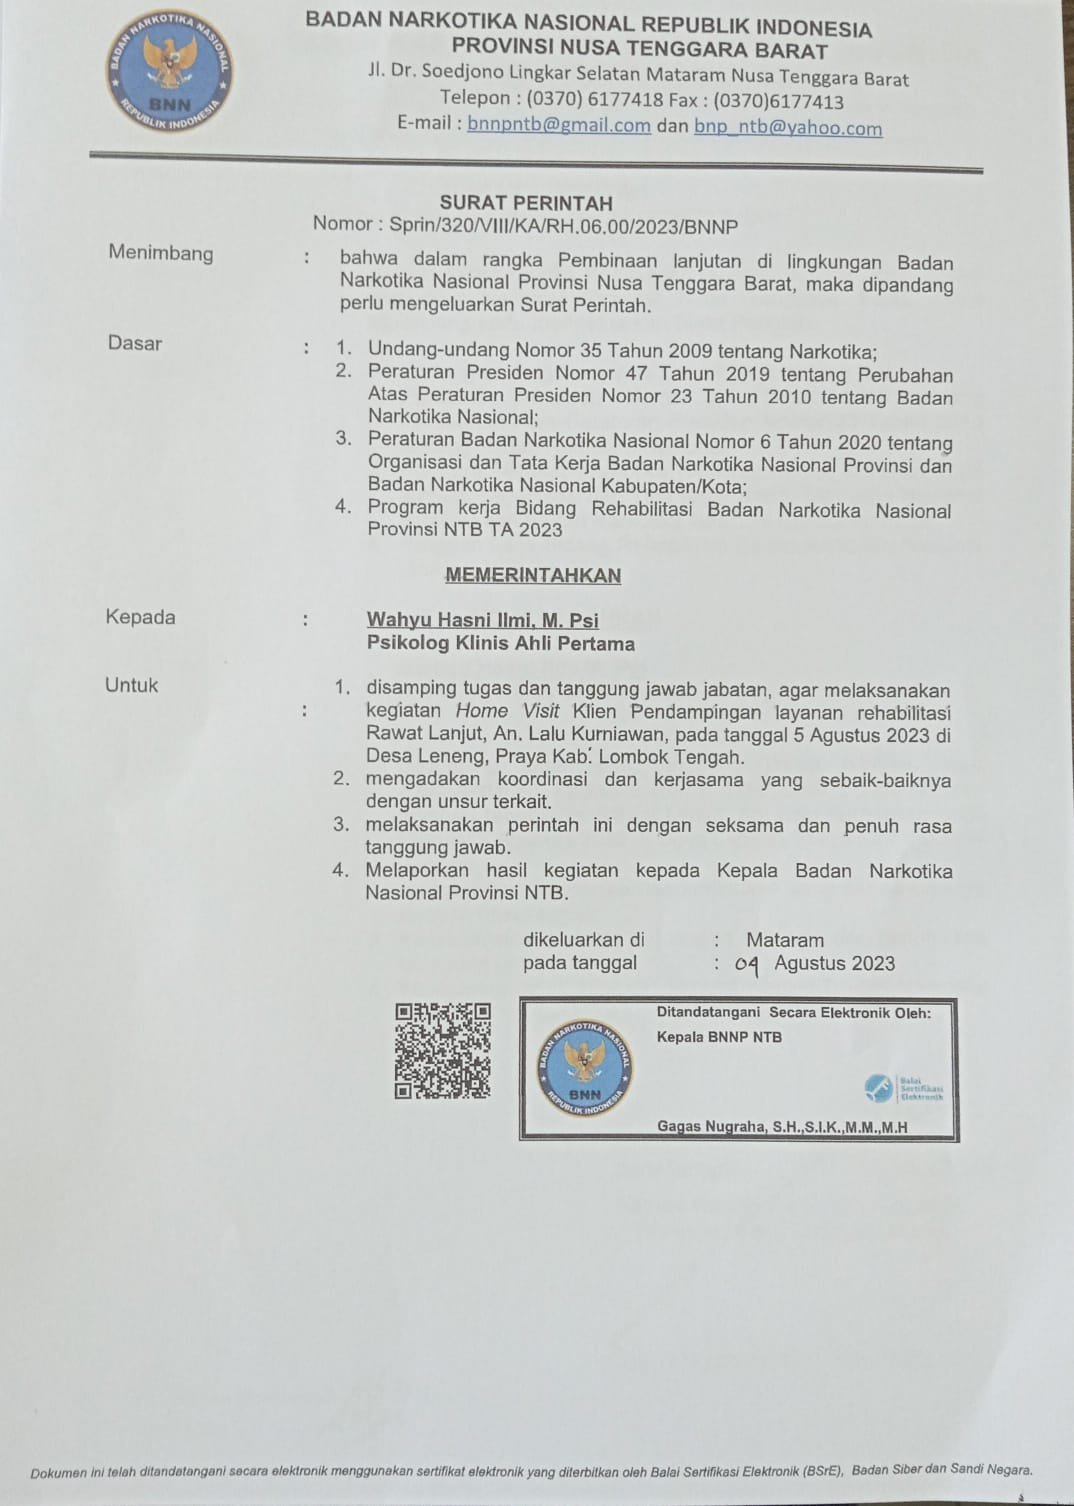 BADAN NARKOTIKA NASIONAL
BNN
REPUBLIK INDONESIA
BADAN NARKOTIKA NASIONAL REPUBLIK INDONESIA
PROVINSI NUSA TENGGARA BARAT
Jl. Dr. Soedjono Lingkar Selatan Mataram Nusa Tenggara Barat
Telepon : (0370) 6177418 Fax : (0370)6177413
E-mail : bnnpntb@gmail.com dan bnp_ntb@yahoo.com
SURAT PERINTAH
Nomor : Sprin/320/VIII/KA/RH.06.00/2023/BNNP
Menimbang : bahwa dalam rangka Pembinaan lanjutan di lingkungan Badan
Narkotika Nasional Provinsi Nusa Tenggara Barat, maka dipandang
perlu mengeluarkan Surat Perintah.
Dasar : 1. Undang-undang Nomor 35 Tahun 2009 tentang Narkotika;
2. Peraturan Presiden Nomor 47 Tahun 2019 tentang Perubahan
Atas Peraturan Presiden Nomor 23 Tahun 2010 tentang Badan
Narkotika Nasional;
3. Peraturan Badan Narkotika Nasional Nomor 6 Tahun 2020 tentang
Organisasi dan Tata Kerja Badan Narkotika Nasional Provinsi dan
Badan Narkotika Nasional Kabupaten/Kota;
4. Program kerja Bidang Rehabilitasi Badan Narkotika Nasional
Provinsi NTB TA 2023
MEMERINTAHKAN
Kepada : Wahyu Hasni Ilmi, M. Psi
Psikolog Klinis Ahli Pertama
Untuk 1. disamping tugas dan tanggung jawab jabatan, agar melaksanakan
: kegiatan Home Visit Klien Pendampingan layanan rehabilitasi
Rawat Lanjut, An. Lalu Kurniawan, pada tanggal 5 Agustus 2023 di
Desa Leneng, Praya Kab. Lombok Tengah.
2. mengadakan koordinasi dan kerjasama yang sebaik-baiknya
dengan unsur terkait.
3. melaksanakan perintah ini dengan seksama dan penuh rasa
tanggung jawab.
4. Melaporkan hasil kegiatan kepada Kepala Badan Narkotika
Nasional Provinsi NTB.
dikeluarkan di : Mataram
pada tanggal : 04 Agustus 2023
Ditandatangani Secara Elektronik Oleh:
Kepala BNNP NTB
BADAN NARKOTIKA NASIONAL
BNN
REPUBLIK INDONESIA
Balai
Sertifikasi
Elektronik
Gagas Nugraha, S.H.,S.I.K.,M.M.,M.H
Dokumen ini telah ditandatangani secara elektronik menggunakan sertifikat elektronik yang diterbitkan oleh Balai Sertifikasi Elektronik (BSrE), Badan Siber dan Sandi Negara.